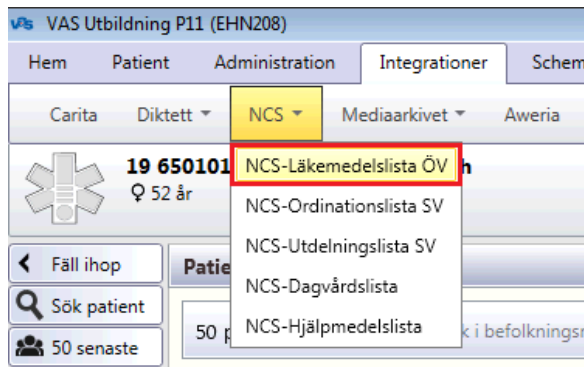 VAS Utbildning P11 (EHN208)
Hem Patient Administration Integrationer Schem
Carita Diktett NCS Mediaarkivet Aweria
NCS-Läkemedelslista ÖV
NCS-Ordinationslista SV
NCS-Utdelningslista SV
NCS-Dagvårdslista
NCS-Hjälpmedelslista
19 650101 h
♀ 52 år
Fäll ihop Patie
Sök patient
50 p k i befolkningsr
50 senaste